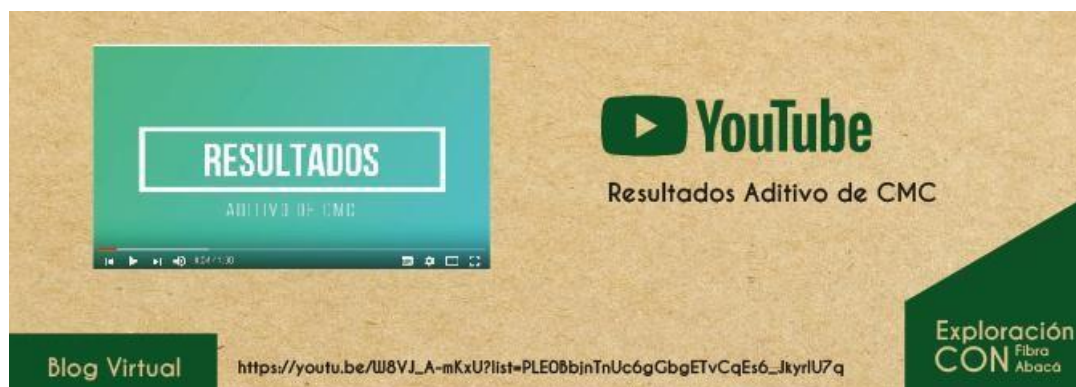 RESULTADOS
ADITIVO DE CMC
YouTube
Resultados Aditivo de CMC
Blog Virtual
https://youtu.be/W8VJ_A-mKxU?list=PLE0BbjnTnUc6gGbgETvCqEs6_JkyrlU7q
Exploración
CON Fibra
Abacá